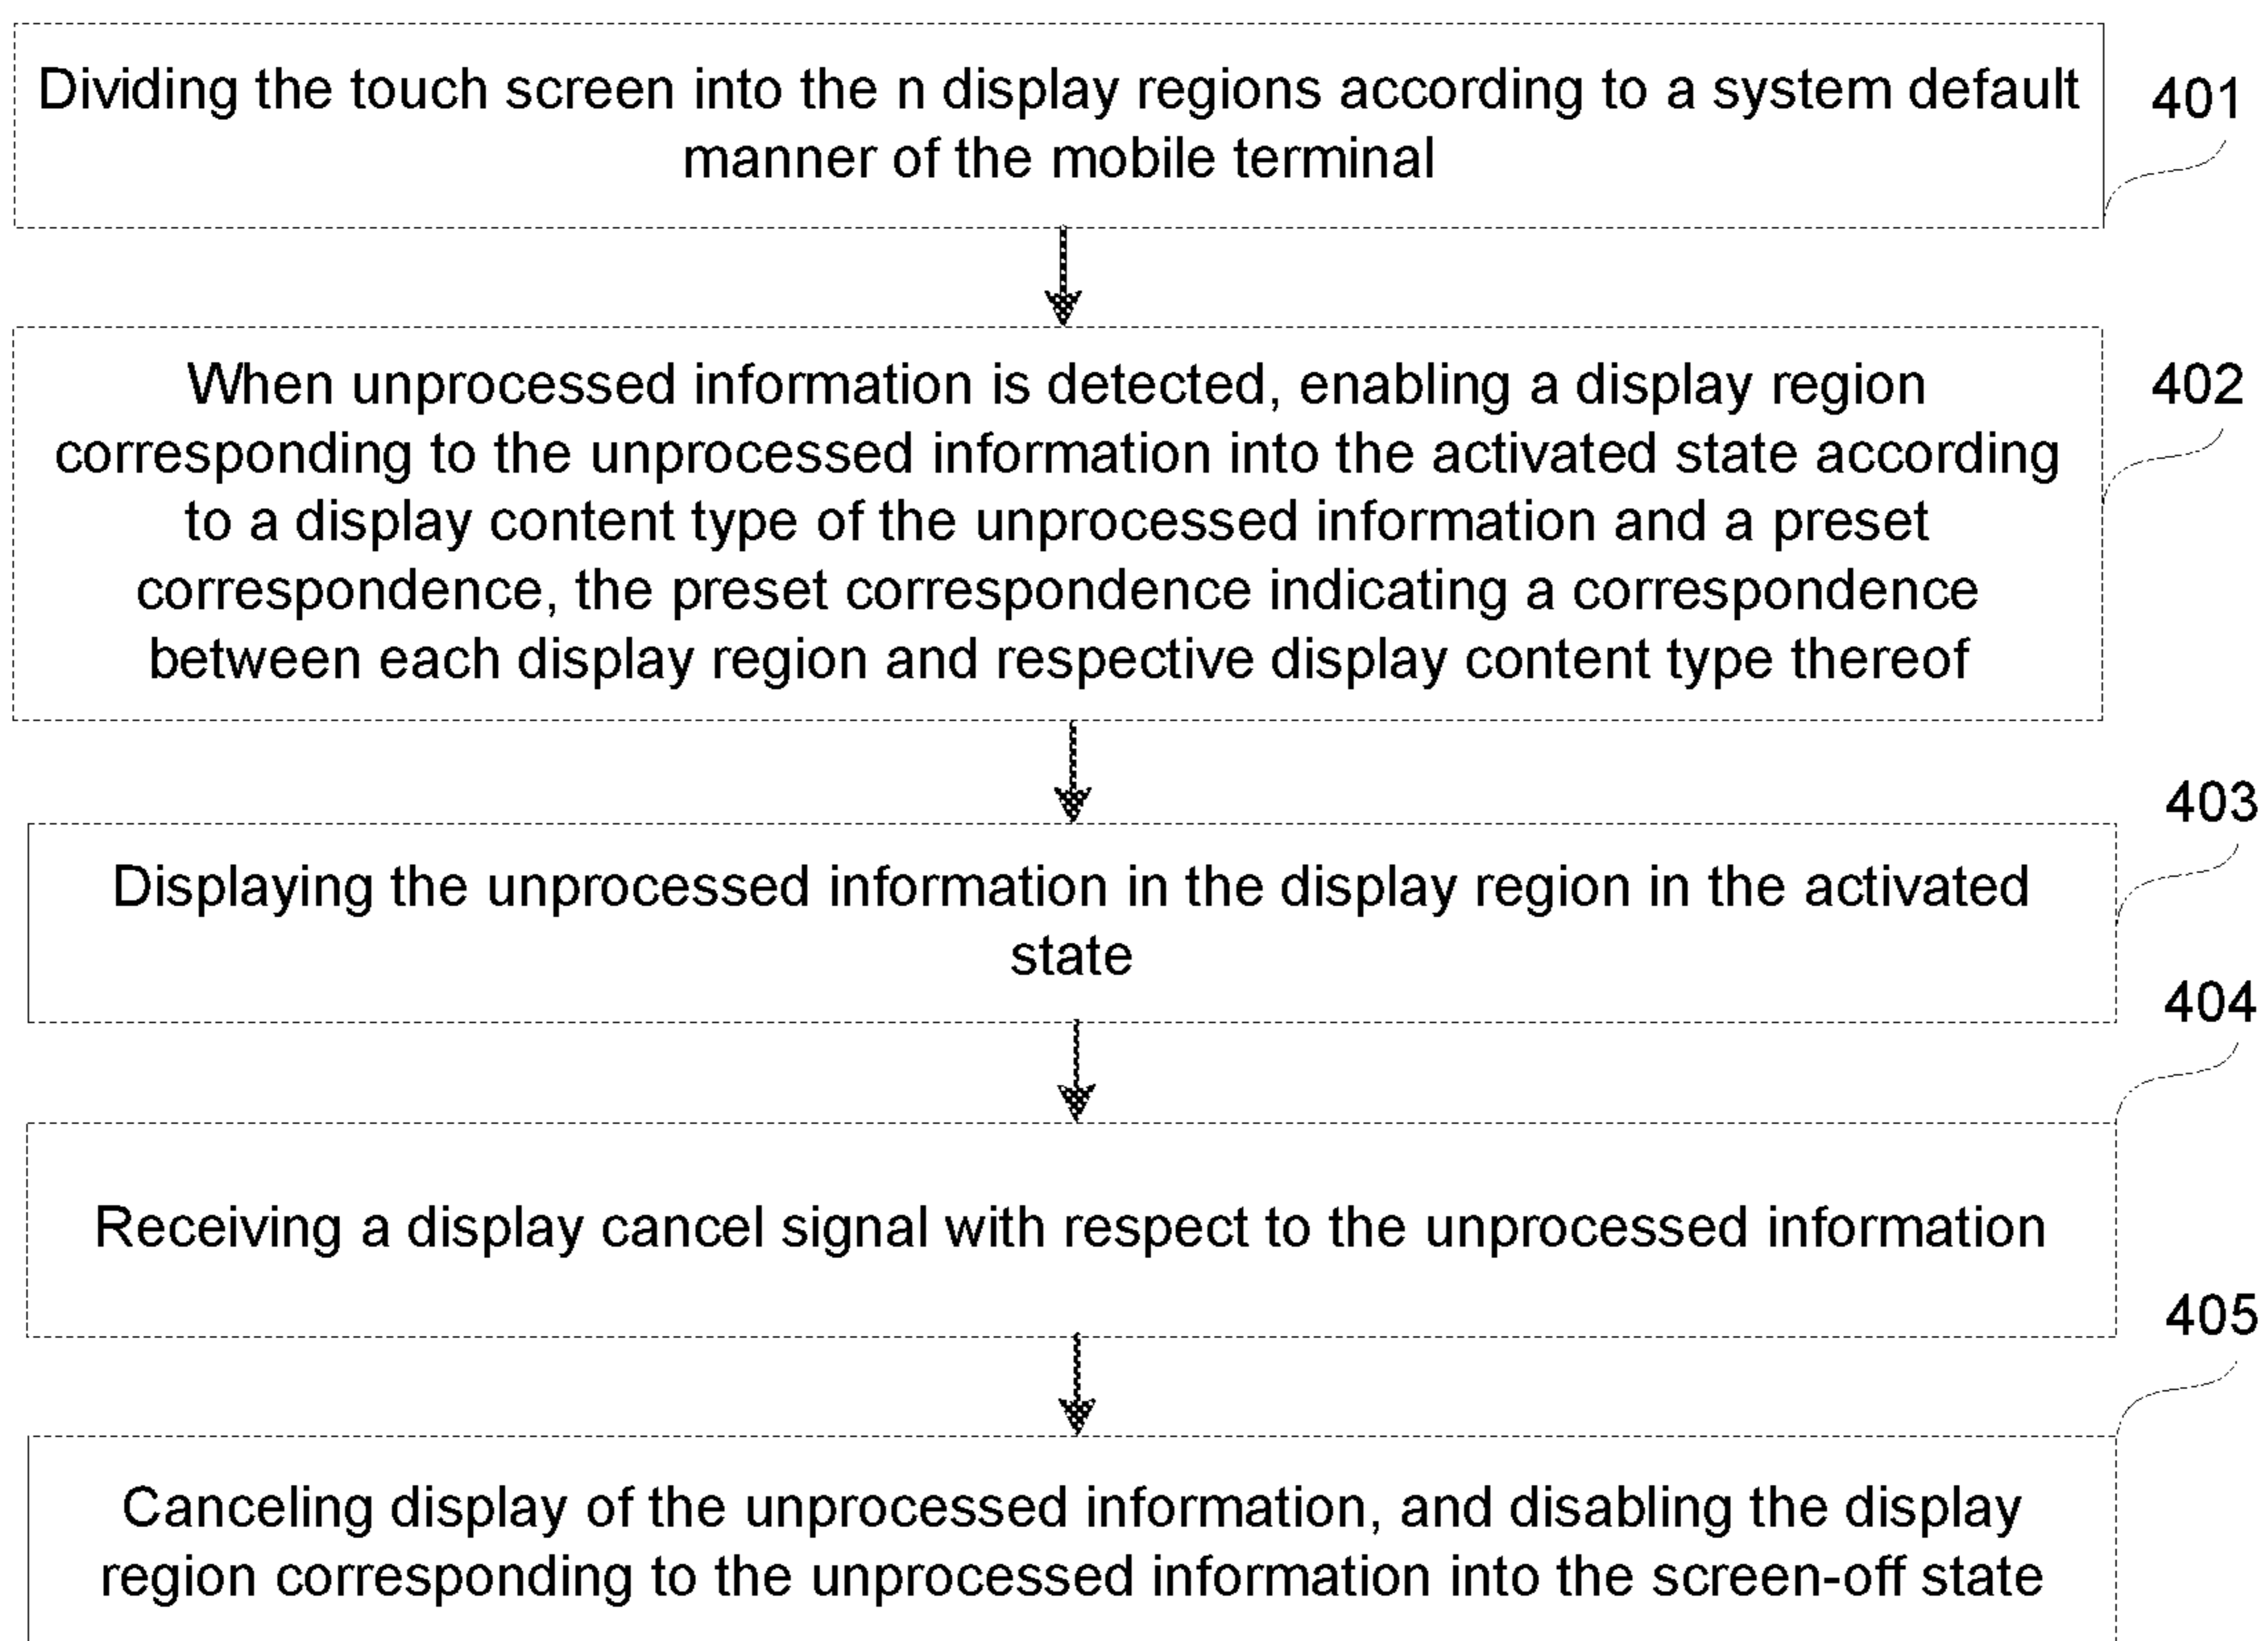 Dividing the touch screen into the n display regions according to a system default
manner of the mobile terminal
401
When unprocessed information is detected, enabling a display region
corresponding to the unprocessed information into the activated state according
to a display content type of the unprocessed information and a preset
correspondence, the preset correspondence indicating a correspondence
between each display region and respective display content type thereof
402
Displaying the unprocessed information in the display region in the activated
state
403
Receiving a display cancel signal with respect to the unprocessed information
404
Canceling display of the unprocessed information, and disabling the display
region corresponding to the unprocessed information into the screen-off state
405